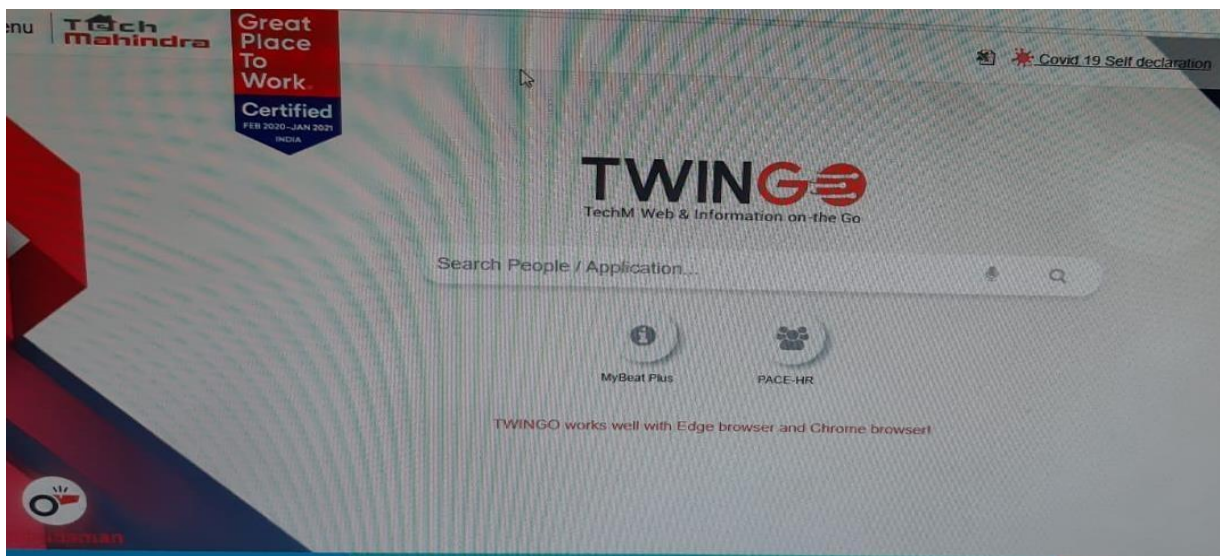 enu
Tech
Mahindra
Great
Place
To
Work.
Certified
FEB 2020-JAN 2021
INDIA
Covid 19 Self declaration
TWINGO
TechM Web & Information on-the Go
Search People / Application...
MyBeat Plus
PACE-HR
TWINGO works well with Edge browser and Chrome browser!